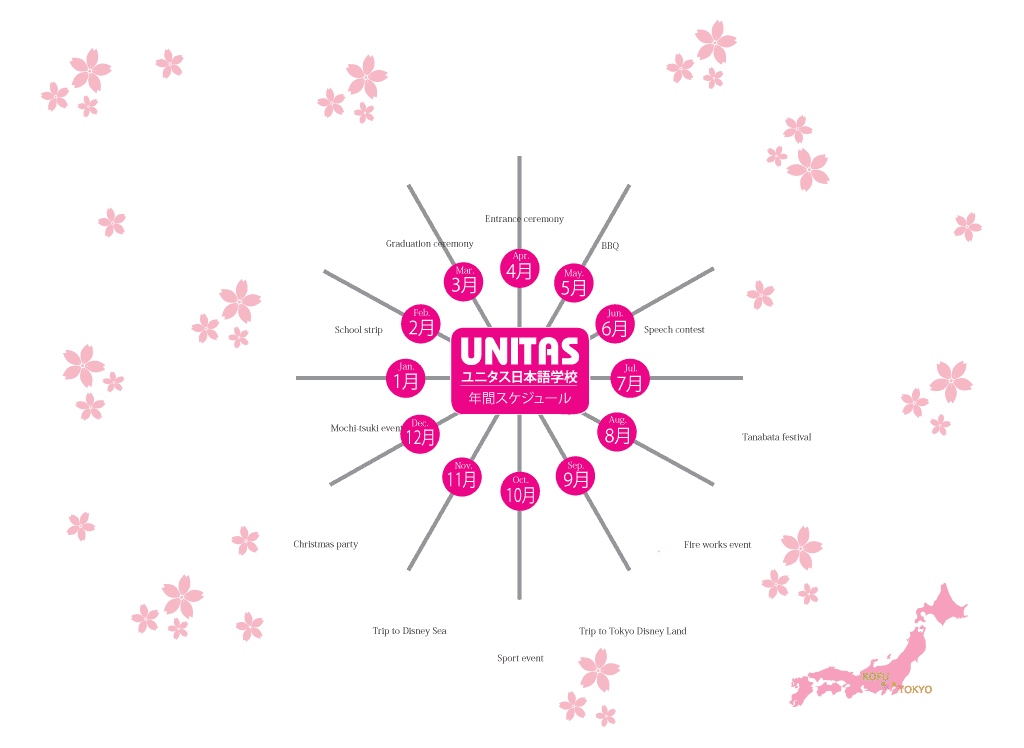 Entrance ceremony
Graduation ceremony
BBQ
Apr.
4月
Mar.
3月
May.
5月
Feb.
2月
Jun.
6月
School strip
Speech contest
UNITAS
ユニタス日本語学校
年間スケジュール
Jan.
1月
Jul.
7月
Mochi-tsuki event
Dec.
12月
Aug.
8月
Tanabata festival
Nov.
11月
Sep.
9月
Oct.
10月
Christmas party
Fire works event
Trip to Disney Sea
Trip to Tokyo Disney Land
Sport event
KOFU
TOKYO